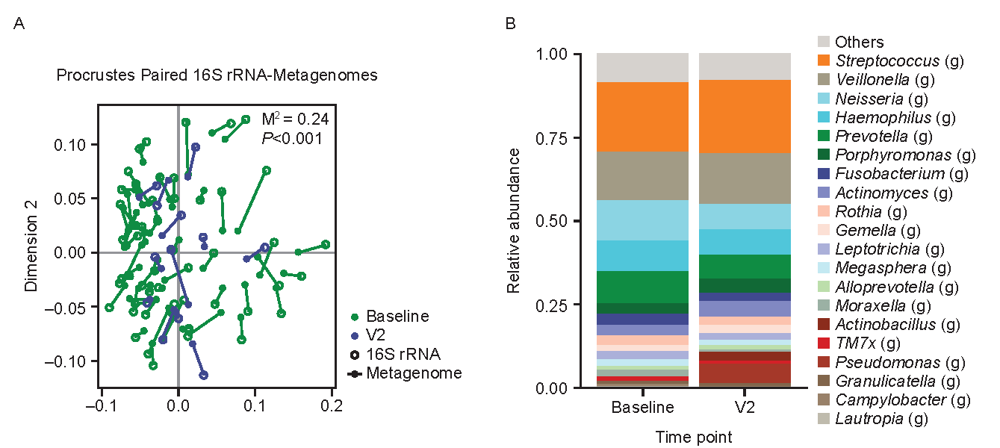 A
Procrustes Paired 16S rRNA-Metagenomes
M² = 0.24
P<0.001
Dimension 2
0.10
0.05
0.00
−0.05
−0.10
−0.1
0.0
0.1
0.2
Baseline
V2
16S rRNA
Metagenome
B
Relative abundance
1.00
0.75
0.50
0.25
0.00
Baseline
V2
Time point
Others
Streptococcus (g)
Veillonella (g)
Neisseria (g)
Haemophilus (g)
Prevotella (g)
Porphyromonas (g)
Fusobacterium (g)
Actinomyces (g)
Rothia (g)
Gemella (g)
Leptotrichia (g)
Megasphera (g)
Alloprevotella (g)
Moraxella (g)
Actinobacillus (g)
TM7x (g)
Pseudomonas (g)
Granulicatella (g)
Campylobacter (g)
Lautropia (g)